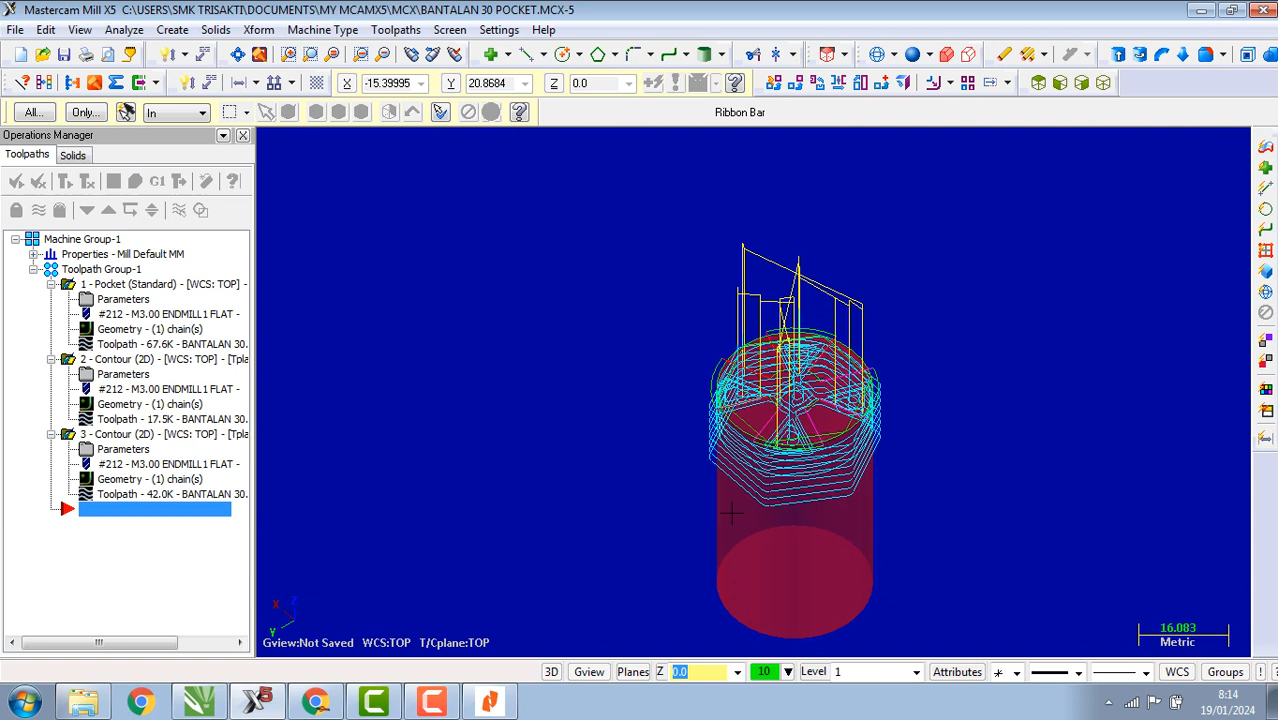 Mastercam Mill X5 C:\USERS\SMK TRISAKTI\DOCUMENTS\MY MCAMX5\MCX\BANTALAN 30 POCKET.MCX-5
File Edit View Analyze Create Solids Xform Machine Type Toolpaths Screen Settings Help
X -15.39995 Y 20.8684 Z 0.0
All... Only... In Ribbon Bar
Operations Manager
Toolpaths Solids
G1
Machine Group-1
Properties - Mill Default MM
Toolpath Group-1
1 - Pocket (Standard) - [WCS: TOP] -
Parameters
#212 - M3.00 ENDMILL1 FLAT -
Geometry - (1) chain(s)
Toolpath - 67.6K - BANTALAN 30.
2 - Contour (2D) - [WCS: TOP] - [Tpla
Parameters
#212 - M3.00 ENDMILL1 FLAT -
Geometry - (1) chain(s)
Toolpath - 17.5K - BANTALAN 30.
3 - Contour (2D) - [WCS: TOP] - [Tpla
Parameters
#212 - M3.00 ENDMILL1 FLAT -
Geometry - (1) chain(s)
Toolpath - 42.0K - BANTALAN 30.
X Z
Y
Gview:Not Saved WCS:TOP T/Cplane:TOP
16.083
Metric
3D Gview Planes Z 0.0 10 Level 1 Attributes WCS Groups !
8:14
19/01/2024